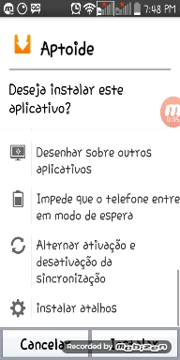 7:48 PM
Aptoide
Deseja instalar este
aplicativo?
Desenhar sobre outros
aplicativos
Impede que o telefone entre
em modo de espera
Alternar ativação e
desativação da
sincronização
instalar atalhos
Cancelar
Recorded by Mobizen